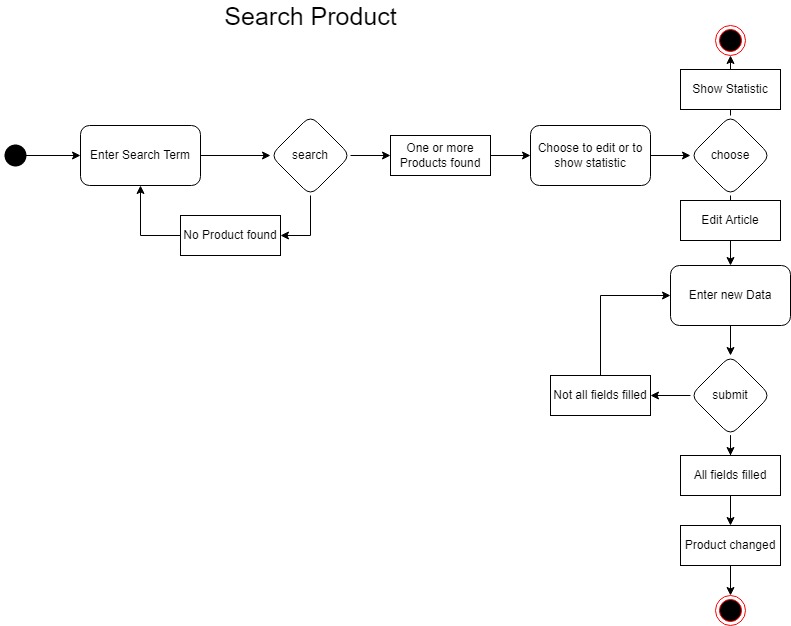 Search Product
Show Statistic
Enter Search Term
search
One or more
Products found
Choose to edit or to
show statistic
choose
No Product found
Edit Article
Enter new Data
Not all fields filled
submit
All fields filled
Product changed